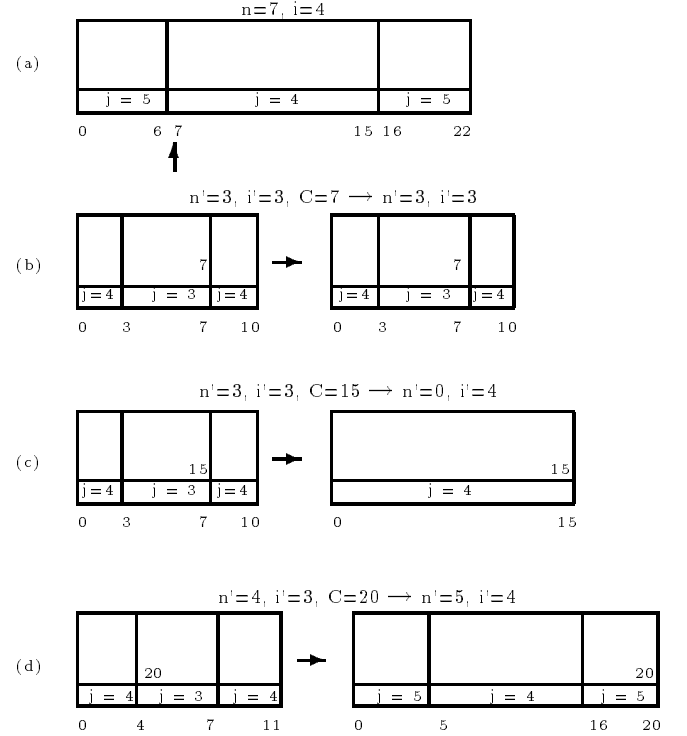 n=7, i=4
(a)
j = 5 j = 4 j = 5
0 6 7 15 16 22
n'=3, i'=3, C=7 → n'=3, i'=3
(b)
7 7
j=4 j = 3 j=4 j=4 j = 3 j=4
0 3 7 10 0 3 7 10
n'=3, i'=3, C=15 → n'=0, i'=4
(c)
15 15
j=4 j = 3 j=4 j = 4
0 3 7 10 0 15
n'=4, i'=3, C=20 → n'=5, i'=4
(d)
20 20
j = 4 j = 3 j = 4 j = 5 j = 4 j = 5
0 4 7 11 0 5 16 20